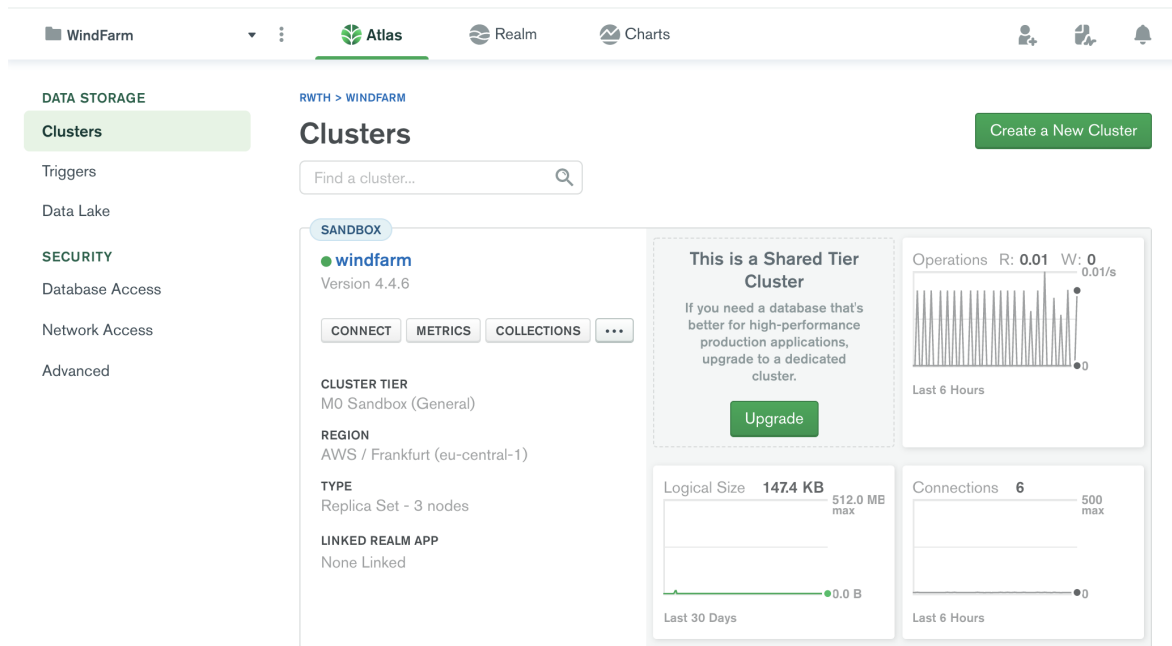 WindFarm
Atlas
Realm
Charts
DATA STORAGE
Clusters
Triggers
Data Lake
SECURITY
Database Access
Network Access
Advanced
RWTH > WINDFARM
Clusters
Create a New Cluster
Find a cluster...
SANDBOX
windfarm
Version 4.4.6
CONNECT
METRICS
COLLECTIONS
...
CLUSTER TIER
M0 Sandbox (General)
REGION
AWS / Frankfurt (eu-central-1)
TYPE
Replica Set - 3 nodes
LINKED REALM APP
None Linked
This is a Shared Tier
Cluster
If you need a database that's
better for high-performance
production applications,
upgrade to a dedicated
cluster.
Upgrade
Operations R: 0.01 W: 0
0.01/s
0
Last 6 Hours
Logical Size 147.4 KB
512.0 MB
max
0.0 B
Last 30 Days
Connections 6
500
max
0
Last 6 Hours